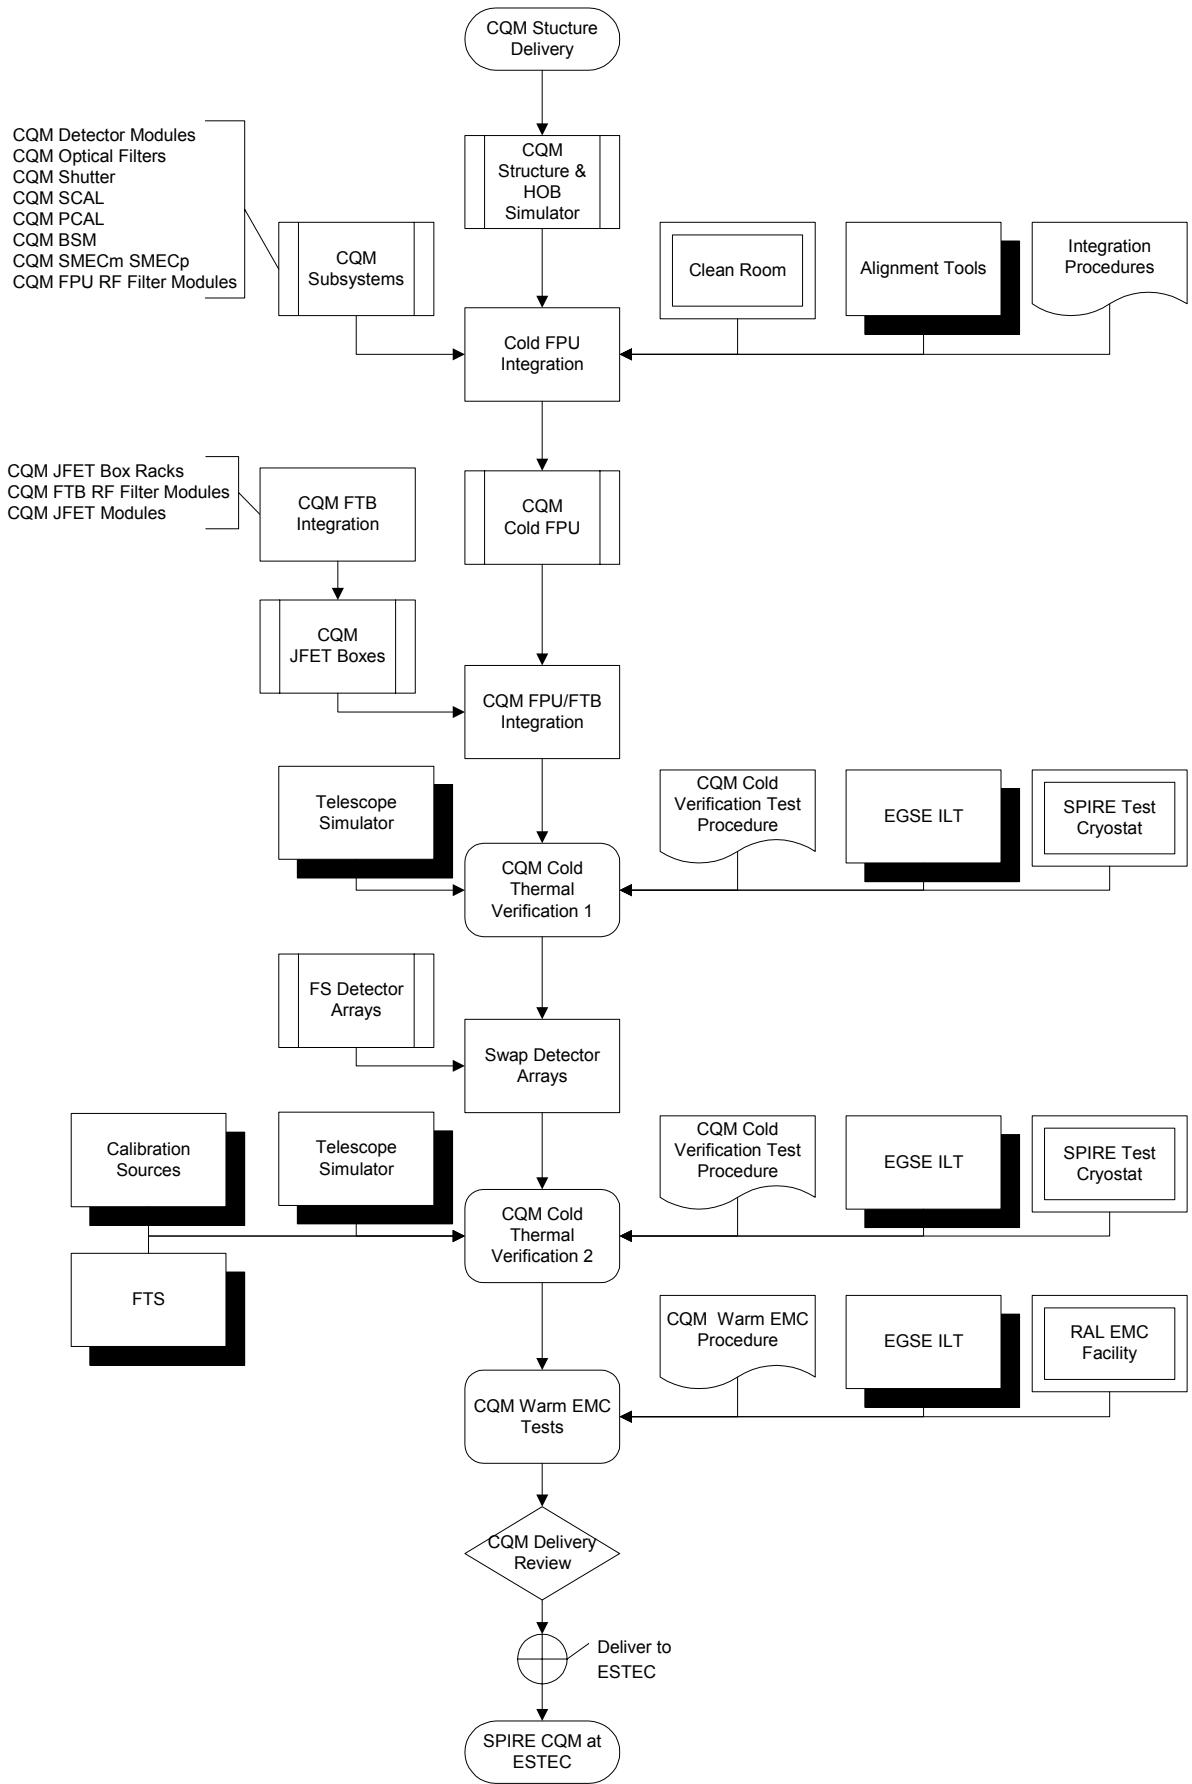 CQM Stucture
Delivery
CQM Detector Modules
CQM Optical Filters
CQM Shutter
CQM SCAL
CQM PCAL
CQM BSM
CQM SMECm SMECp
CQM FPU RF Filter Modules
CQM
Structure &
HOB
Simulator
CQM
Subsystems
Clean Room
Alignment Tools
Integration
Procedures
Cold FPU
Integration
CQM JFET Box Racks
CQM FTB RF Filter Modules
CQM JFET Modules
CQM FTB
Integration
CQM
Cold FPU
CQM
JFET Boxes
CQM FPU/FTB
Integration
Telescope
Simulator
CQM Cold
Verification Test
Procedure
EGSE ILT
SPIRE Test
Cryostat
CQM Cold
Thermal
Verification 1
FS Detector
Arrays
Swap Detector
Arrays
Calibration
Sources
Telescope
Simulator
CQM Cold
Verification Test
Procedure
EGSE ILT
SPIRE Test
Cryostat
CQM Cold
Thermal
Verification 2
FTS
CQM  Warm EMC
Procedure
EGSE ILT
RAL EMC
Facility
CQM Warm EMC
Tests
CQM Delivery
Review
Deliver to
ESTEC
SPIRE CQM at
ESTEC